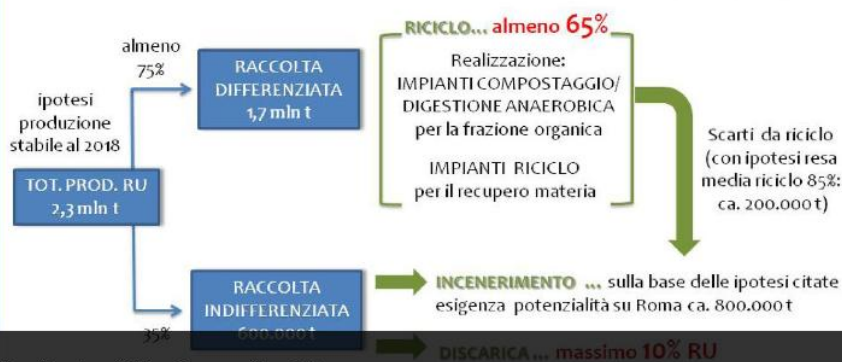 RICICLO... almeno 65%
almeno
75%
RACCOLTA
DIFFERENZIATA
1,7 mln t
Realizzazione:
IMPIANTI COMPOSTAGGIO/
DIGESTIONE ANAEROBICA
per la frazione organica
IMPIANTI RICICLO
per il recupero materia
ipotesi
produzione
stabile al 2018
TOT. PROD. RU
2,3 mln t
Scarti da riciclo
(con ipotesi resa
media riciclo 85%:
ca. 200.000 t)
RACCOLTA
INDIFFERENZIATA
600.000 t
35%
INCENERIMENTO ... sulla base delle ipotesi citate
esigenza potenzialità su Roma ca. 800.000 t
DISCARICA ... massimo 10% RU